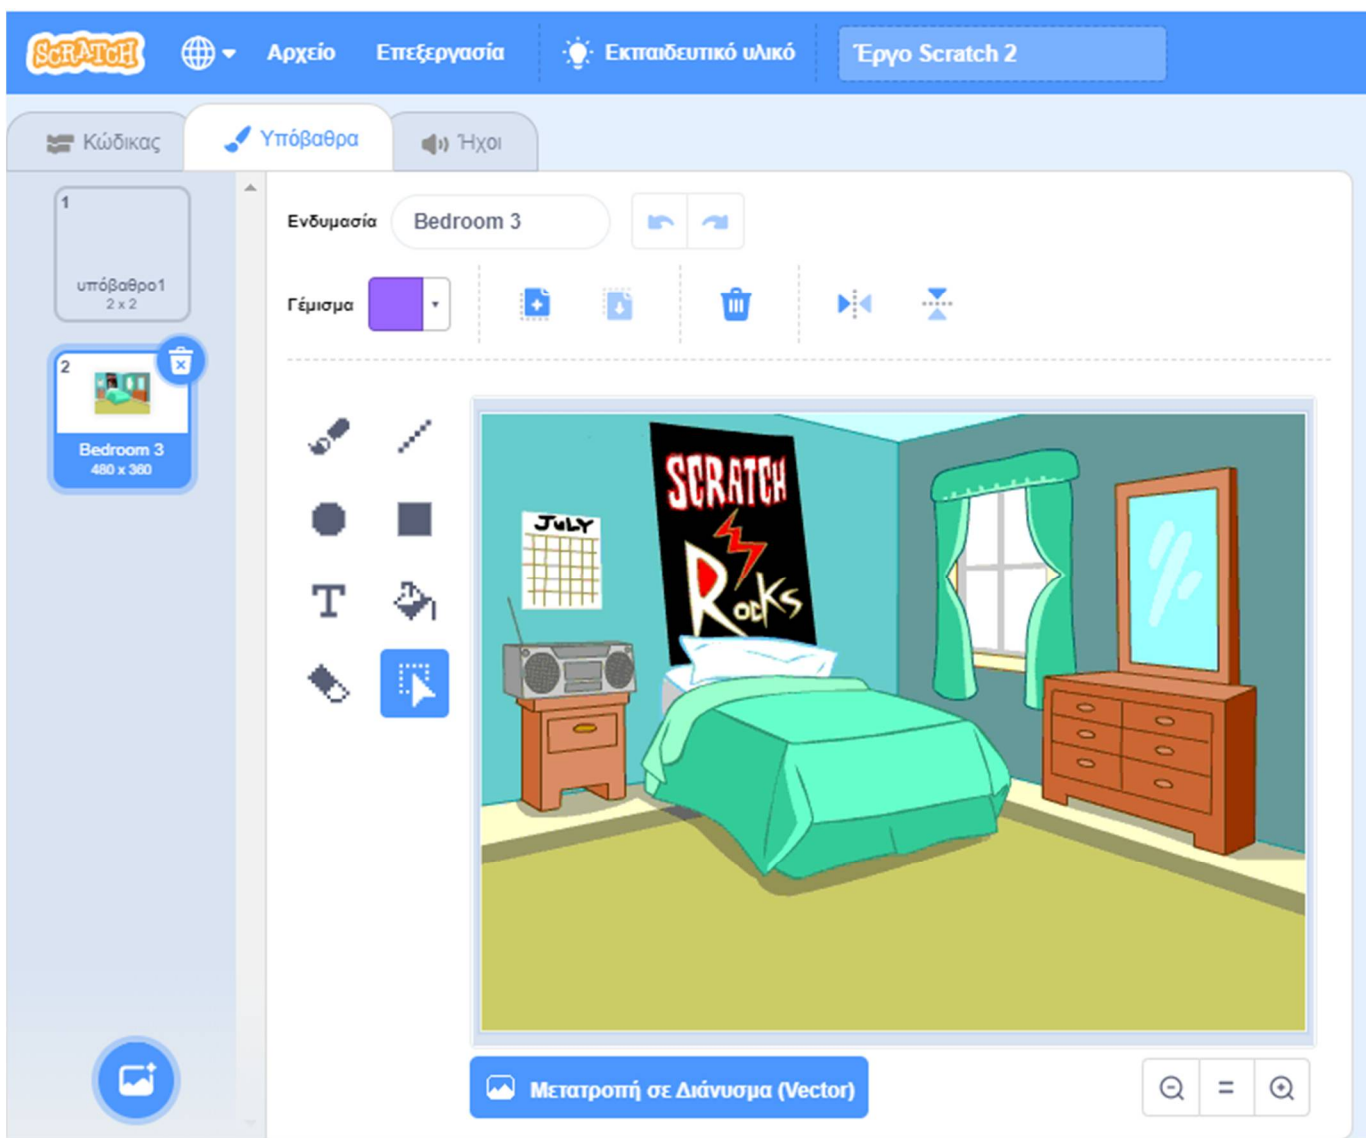 SCRATCH Αρχείο Επεξεργασία Εκπαιδευτικό υλικό Έργο Scratch 2
Κώδικας Υπόβαθρα Ήχοι
1
υπόβαθρο1
2 x 2
2
Bedroom 3
480 x 360
Ενδυμασία Bedroom 3
Γέμισμα
T
JULY
SCRATCH
Rocks
Μετατροπή σε Διάνυσμα (Vector)
=